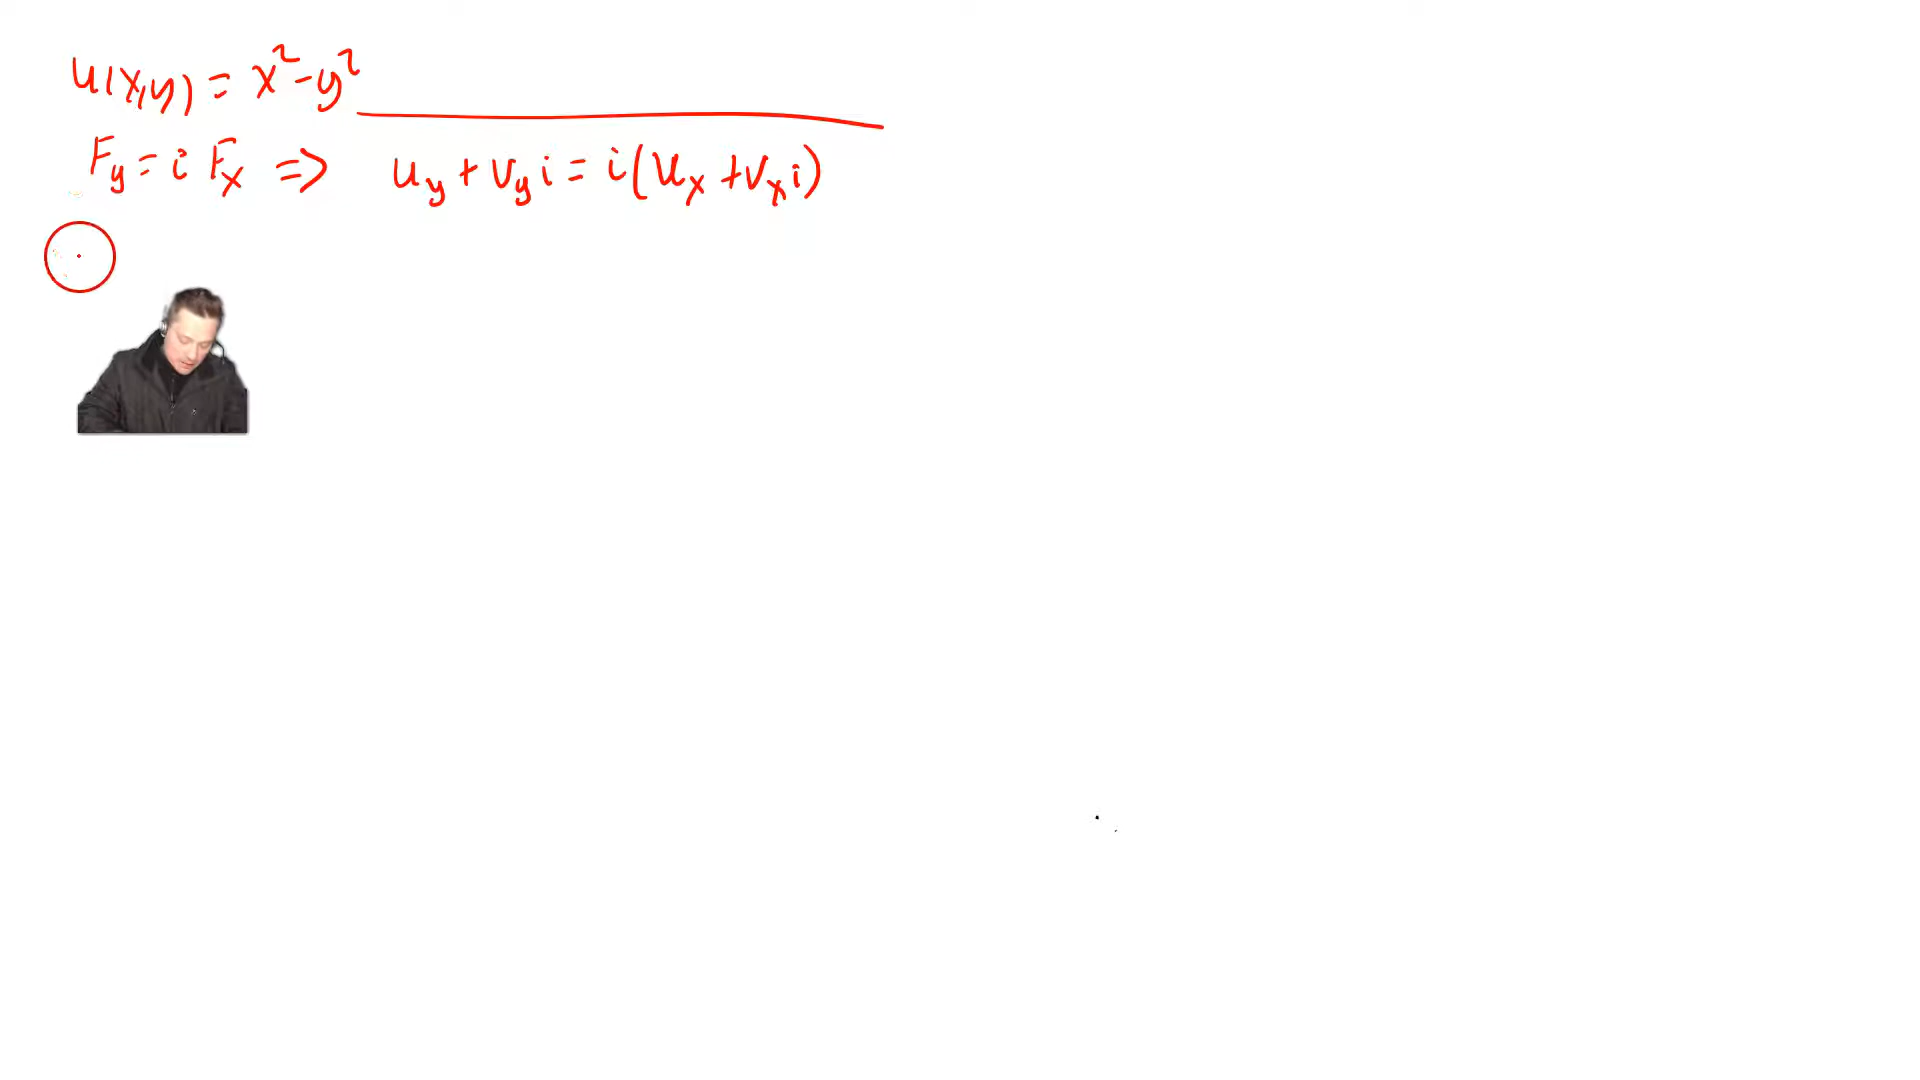 u(x,y) = x² - y²
F_y = i F_x ⇒ u_y + v_y i = i(u_x + v_x i)